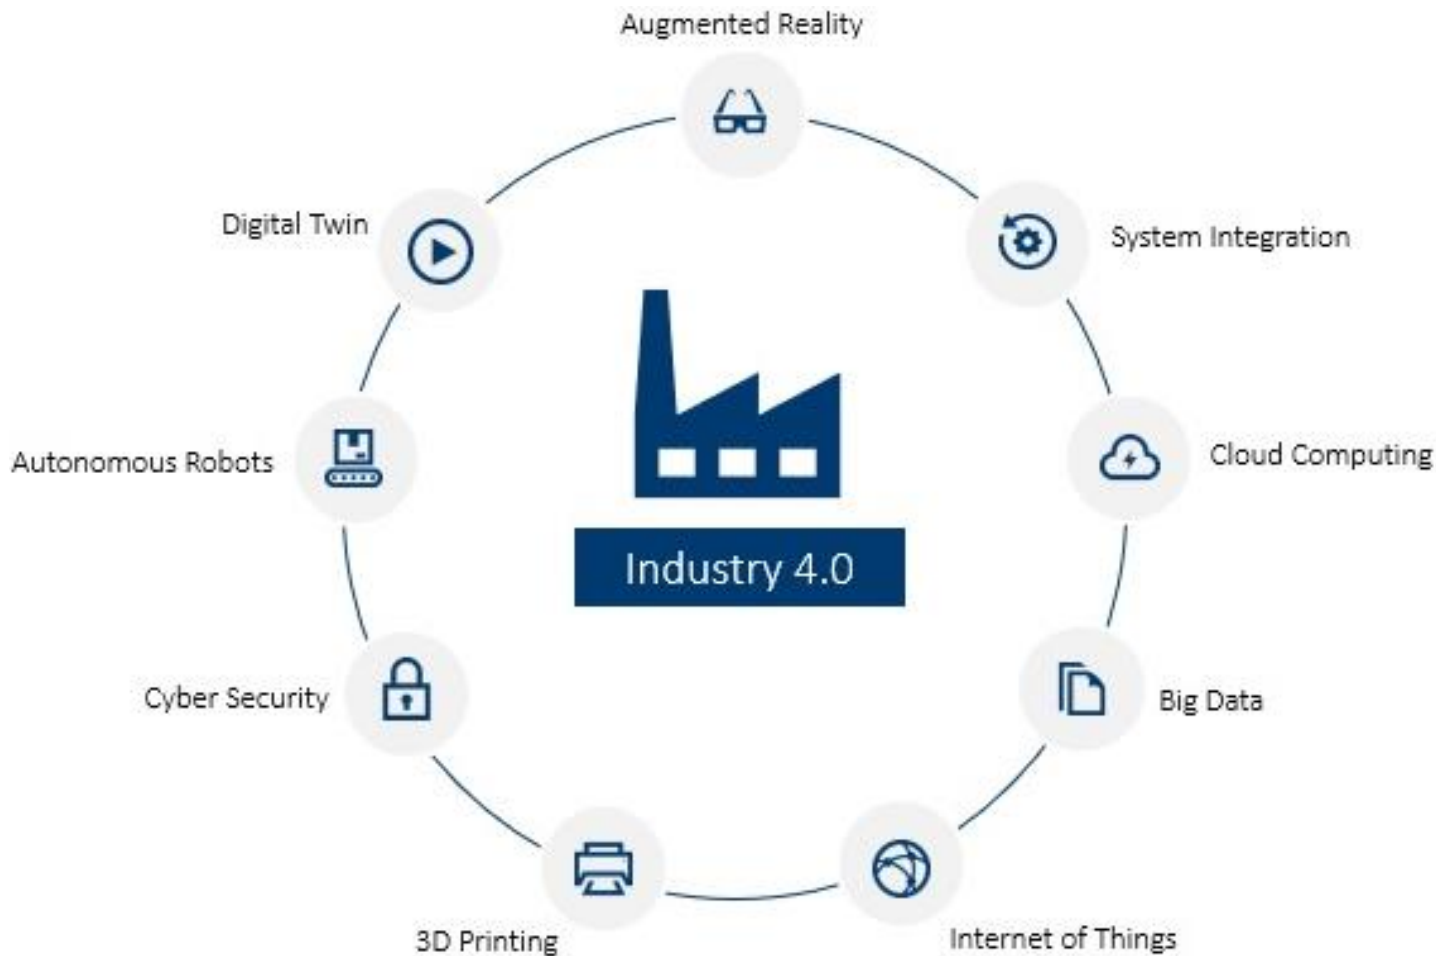 Augmented Reality
Digital Twin
System Integration
Autonomous Robots
Cloud Computing
Industry 4.0
Cyber Security
Big Data
3D Printing
Internet of Things